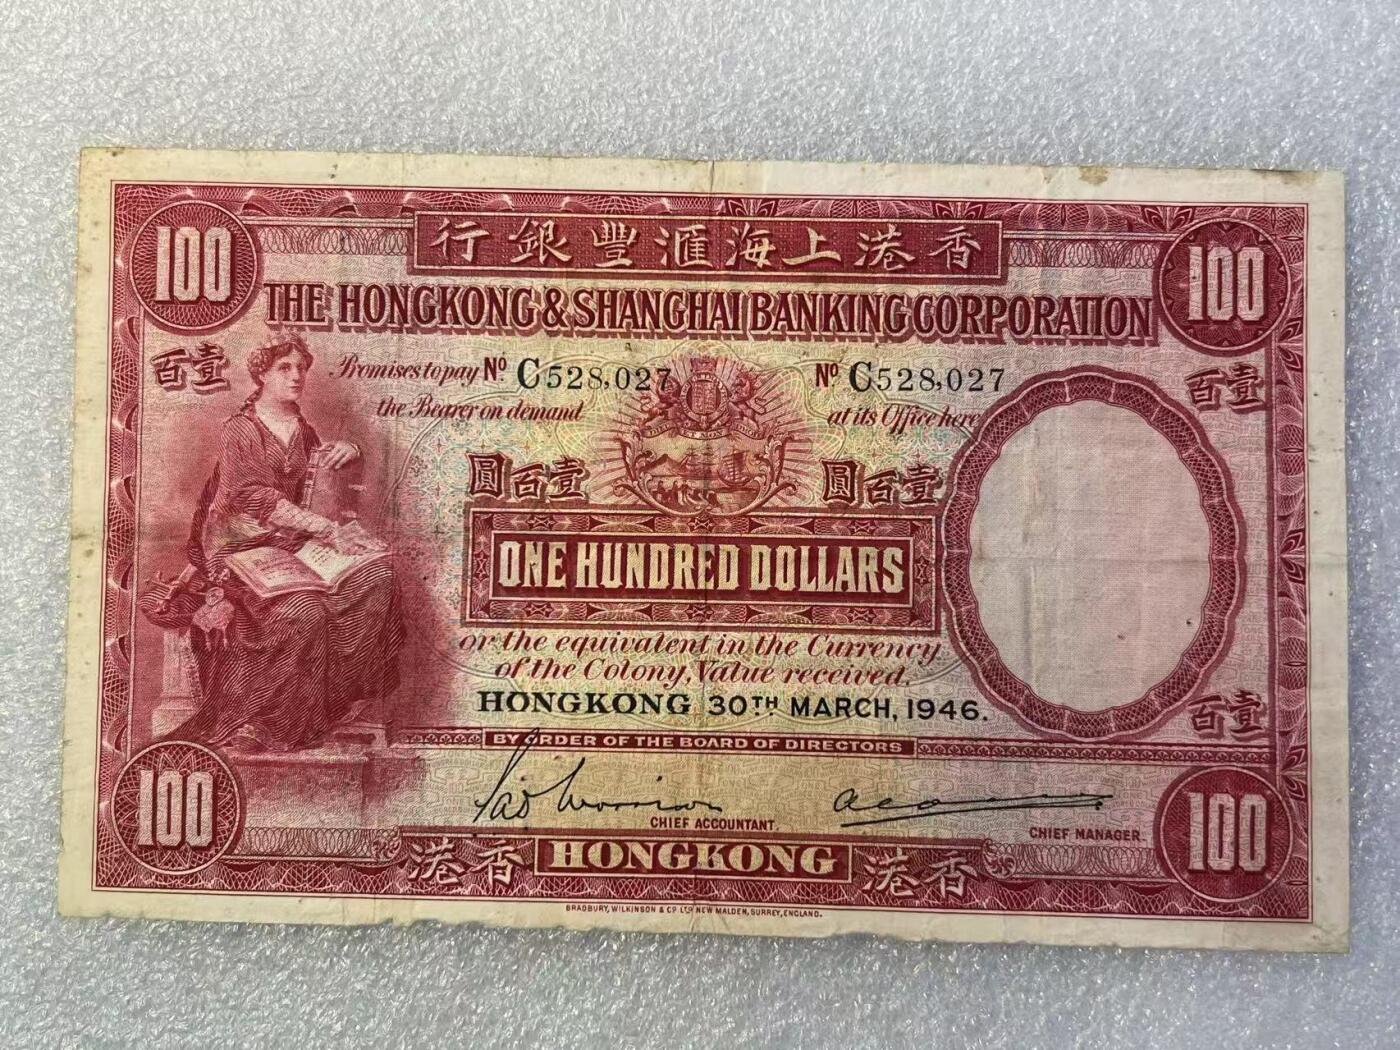 100 100
行銀豐滙海上港香
THE HONGKONG & SHANGHAI BANKING CORPORATION
百壹 百壹
Promises to pay Nº C528,027 Nº C528,027
the Bearer on demand at its Office here
圓百壹 圓百壹
ONE HUNDRED DOLLARS
or the equivalent in the Currency
of the Colony, Value received.
HONGKONG 30TH MARCH, 1946.
百壹
BY ORDER OF THE BOARD OF DIRECTORS
CHIEF ACCOUNTANT.
CHIEF MANAGER.
100 100
港香 HONGKONG 港香
BRADBURY, WILKINSON & Cº Lᵀᴰ NEW MALDEN, SURREY, ENGLAND.